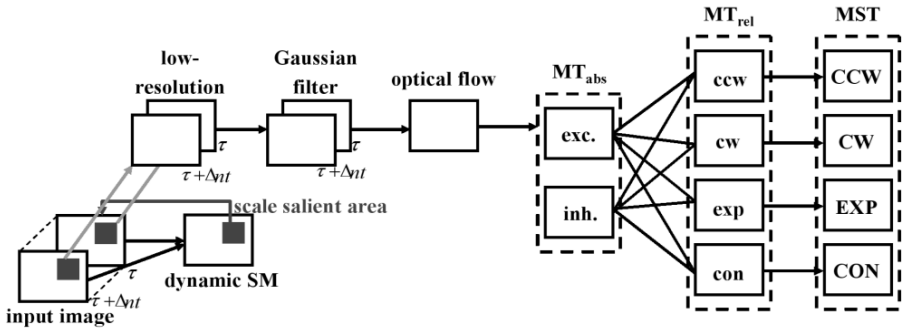 low-
resolution
Gaussian
filter
optical flow
MTabs
MTrel
MST
τ
τ+Δnt
τ
τ+Δnt
exc.
inh.
ccw
cw
exp
con
CCW
CW
EXP
CON
scale salient area
τ
τ+Δnt
dynamic SM
input image